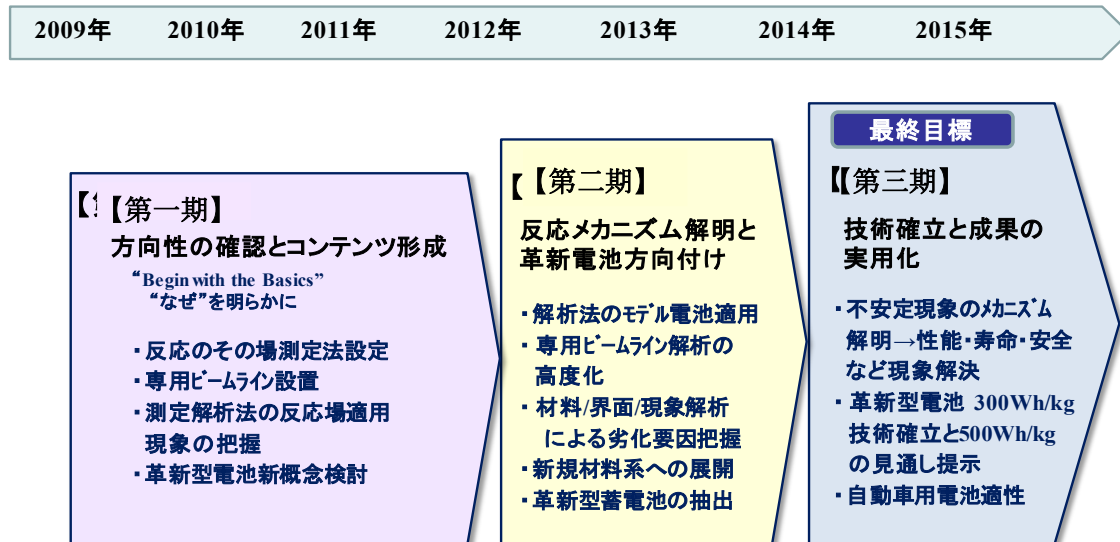 2009年 2010年 2011年 2012年 2013年 2014年 2015年
【第一期】
方向性の確認とコンテンツ形成
“Begin with the Basics”
“なぜ”を明らかに
・反応のその場測定法設定
・専用ビームライン設置
・測定解析法の反応場適用
現象の把握
・革新型電池新概念検討
【第二期】
反応メカニズム解明と
革新電池方向付け
・解析法のモデル電池適用
・専用ビームライン解析の
高度化
・材料/界面/現象解析
による劣化要因把握
・新規材料系への展開
・革新型蓄電池の抽出
最終目標
【第三期】
技術確立と成果の
実用化
・不安定現象のメカニズム
解明→性能・寿命・安全
など現象解決
・革新型電池 300Wh/kg
技術確立と500Wh/kg
の見通し提示
・自動車用電池適性